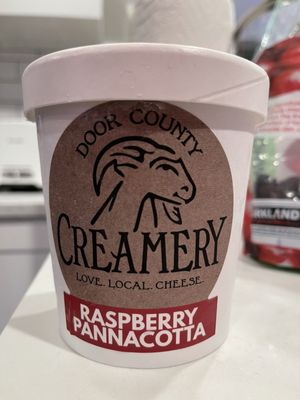 DOOR COUNTY
CREAMERY
LOVE. LOCAL. CHEESE.
RASPBERRY
PANNACOTTA
KIRKLAND